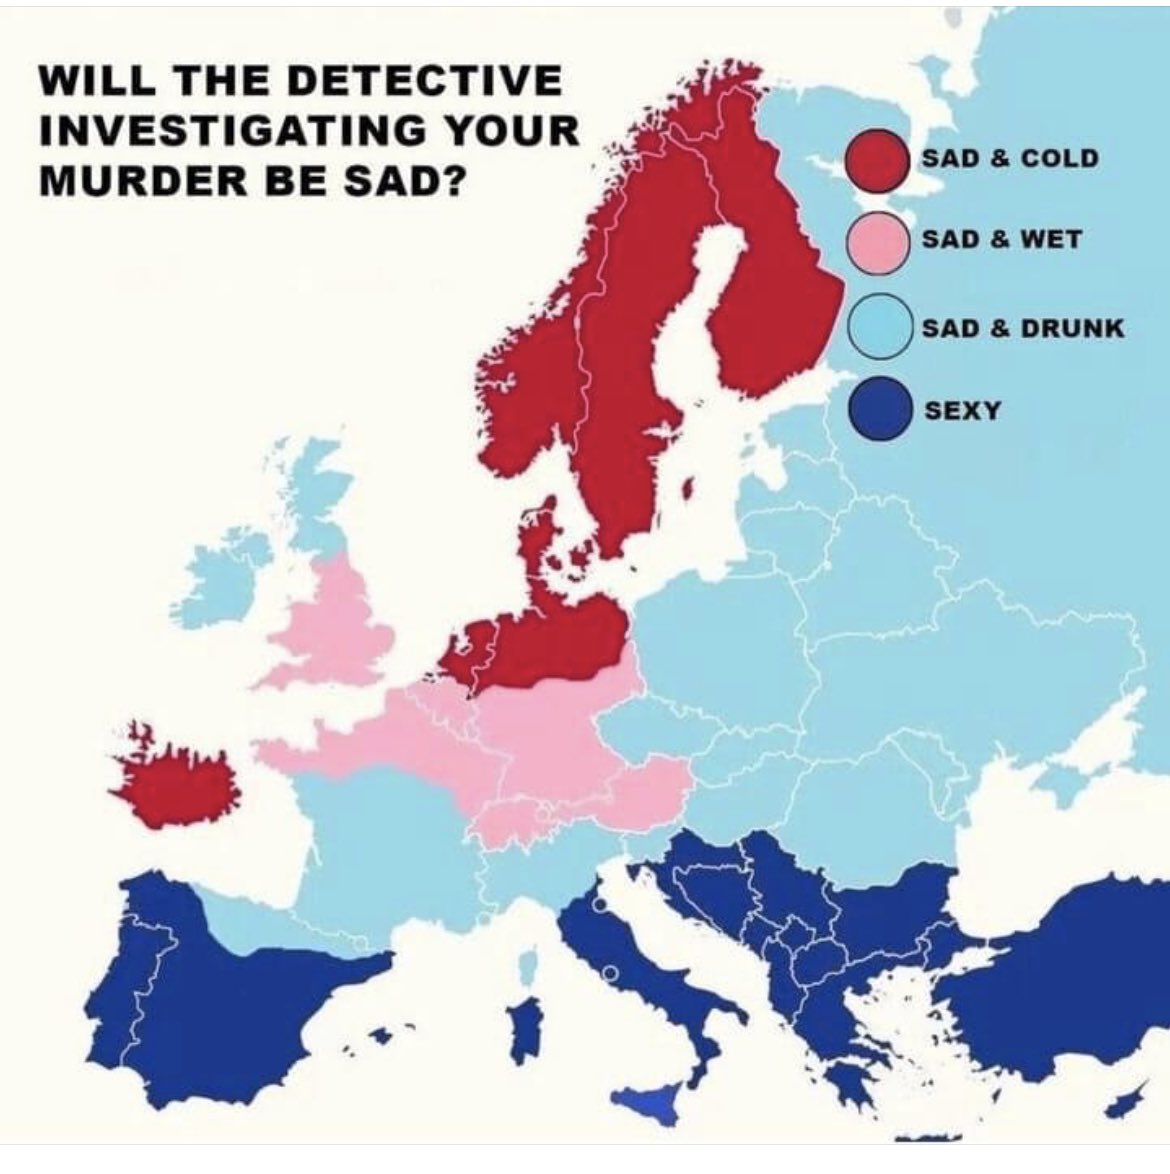 WILL THE DETECTIVE
INVESTIGATING YOUR
MURDER BE SAD?
SAD & COLD
SAD & WET
SAD & DRUNK
SEXY